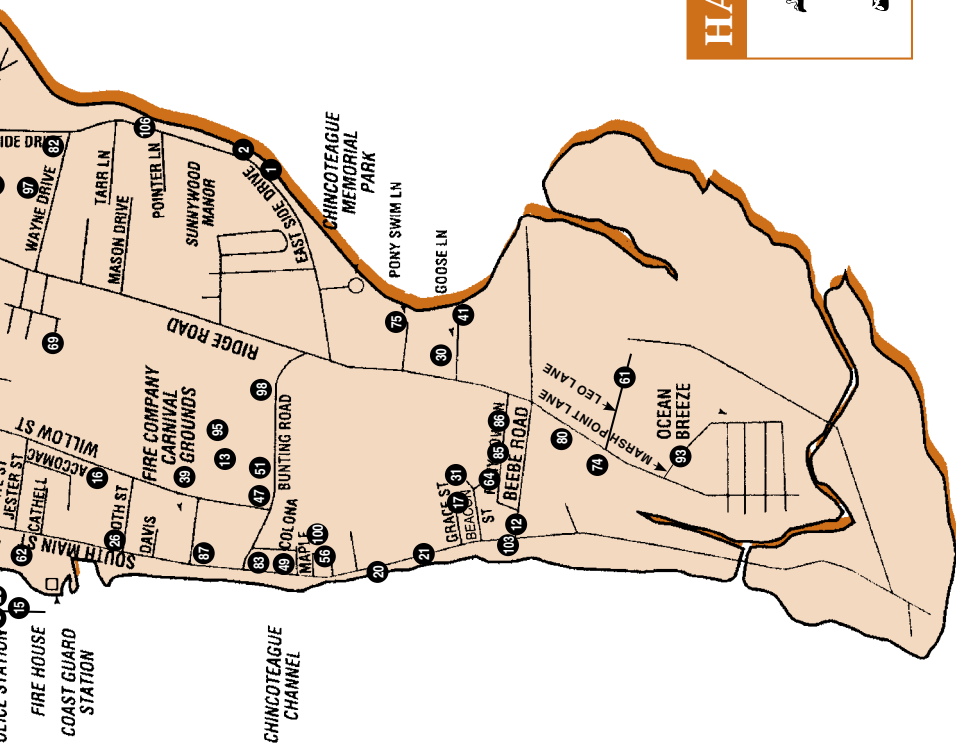 HA
IDE DRI
82
106
97
WAYNE DRIVE
TARR LN
POINTER LN
MASON DRIVE
SUNNYWOOD
MANOR
2
1
EAST SIDE DRIVE
CHINCOTEAGUE
MEMORIAL
PARK
PONY SWIM LN
GOOSE LN
75
41
30
69
RIDGE ROAD
WILLOW ST
FIRE COMPANY
CARNIVAL
GROUNDS
98
95
13
39
51
47
BUNTING ROAD
JESTER ST
ACCOMAC
CATHELL
16
26
DAVIS
SOUTH MAIN S
62
87
83
49
COLONA
MAPLE
100
56
20
21
GRACE ST
17
31
BEACON
ST
64
85
86
BEEBE ROAD
12
103
LEO LANE
61
MARSH POINT LANE
80
74
OCEAN
BREEZE
93
15
FIRE HOUSE
COAST GUARD
STATION
CHINCOTEAGUE
CHANNEL